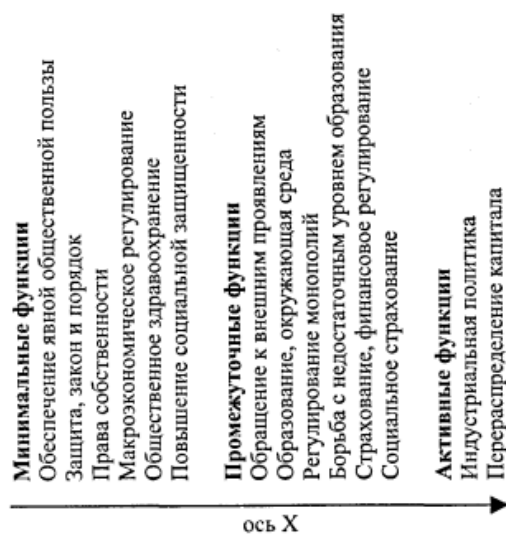 Минимальные функции
Обеспечение явной общественной пользы
Защита, закон и порядок
Права собственности
Макроэкономическое регулирование
Общественное здравоохранение
Повышение социальной защищенности
Промежуточные функции
Обращение к внешним проявлениям
Образование, окружающая среда
Регулирование монополий
Борьба с недостаточным уровнем образования
Страхование, финансовое регулирование
Социальное страхование
Активные функции
Индустриальная политика
Перераспределение капитала
ось X